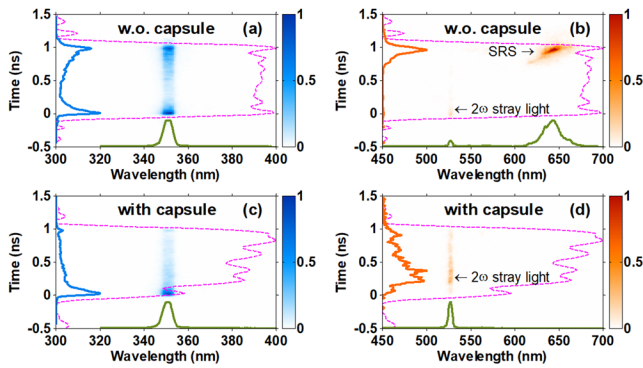 w.o. capsule (a)
1.5
1
0.5
0
-0.5
Time (ns)
300 320 340 360 380 400
Wavelength (nm)
1
0.5
0
w.o. capsule (b)
SRS →
← 2ω stray light
1.5
1
0.5
0
-0.5
Time (ns)
450 500 550 600 650 700
Wavelength (nm)
1
0.5
0
with capsule (c)
1.5
1
0.5
0
-0.5
Time (ns)
300 320 340 360 380 400
Wavelength (nm)
1
0.5
0
with capsule (d)
← 2ω stray light
1.5
1
0.5
0
-0.5
Time (ns)
450 500 550 600 650 700
Wavelength (nm)
1
0.5
0